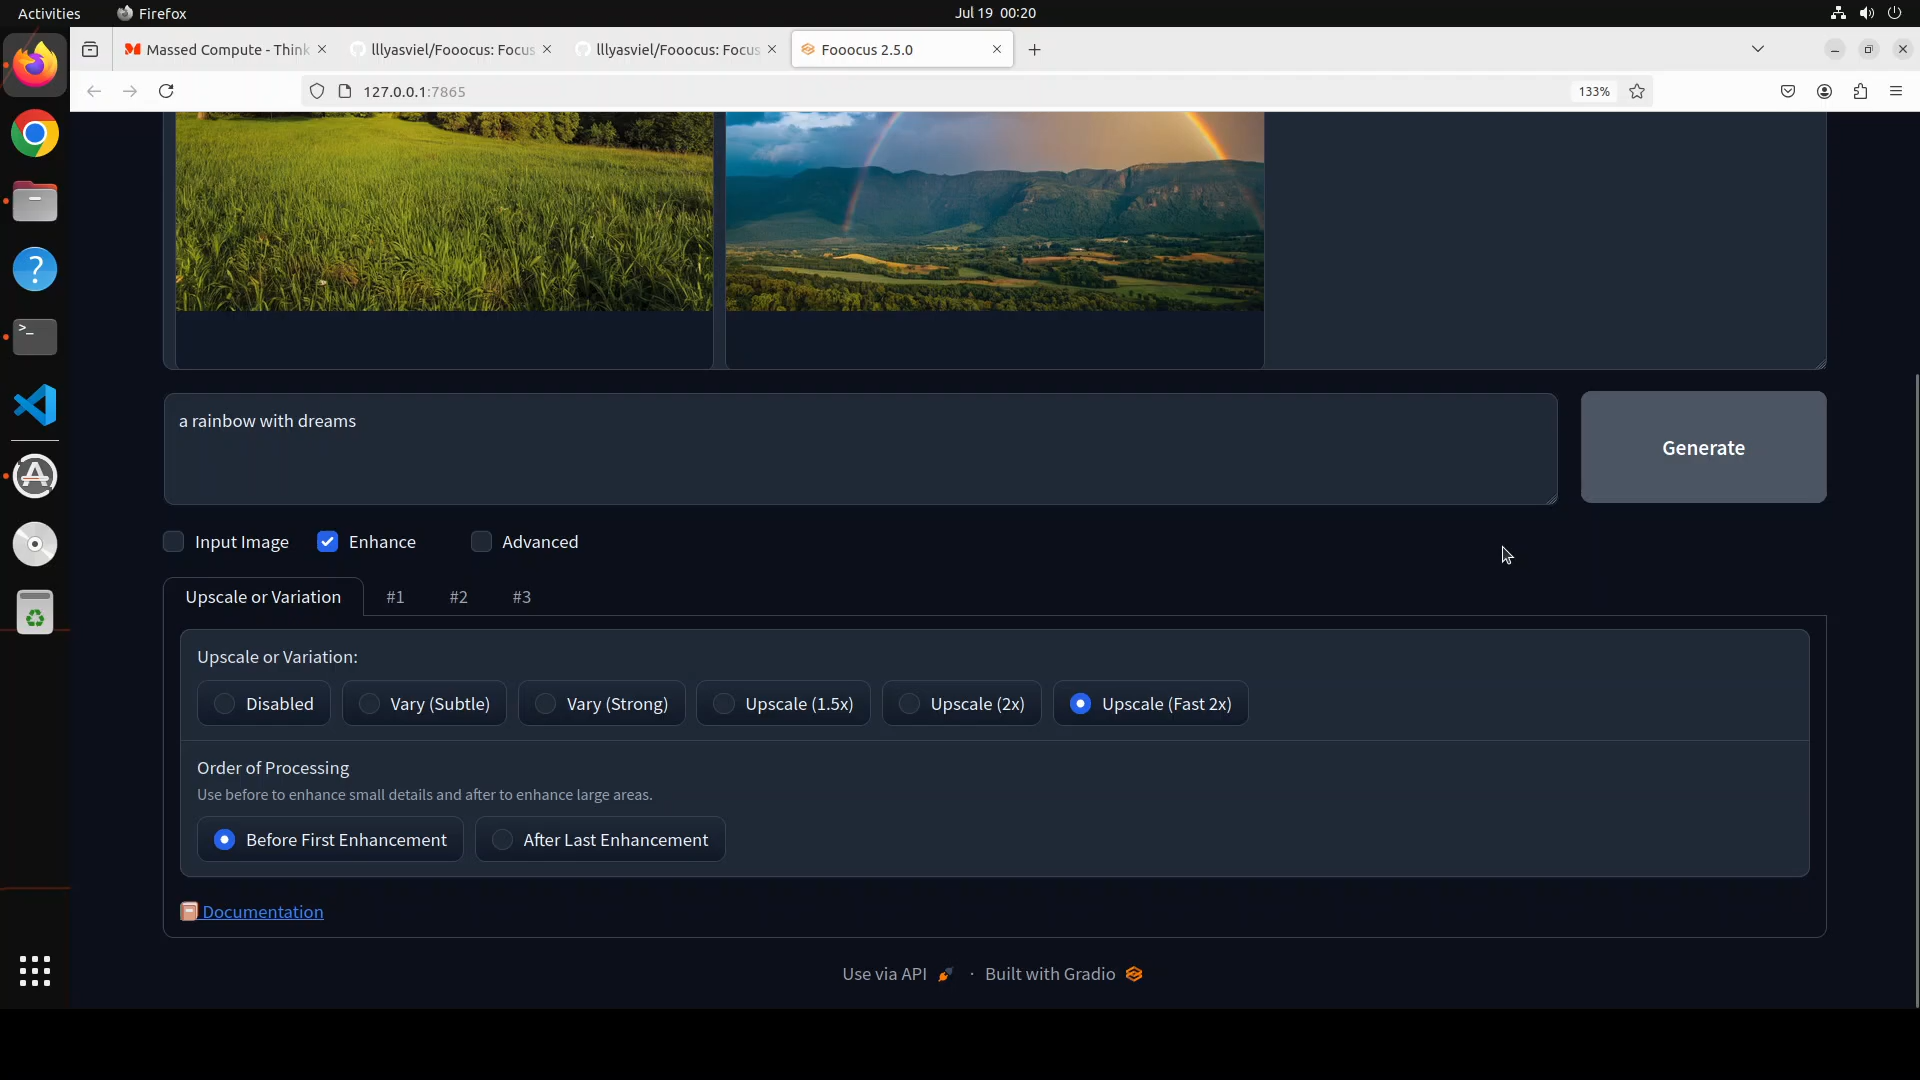 Activities
Firefox
Jul 19 00:20
Massed Compute - Think
lllyasviel/Fooocus: Focus
lllyasviel/Fooocus: Focus
Fooocus 2.5.0
127.0.0.1:7865
133%
a rainbow with dreams
Generate
Input Image
Enhance
Advanced
Upscale or Variation
#1
#2
#3
Upscale or Variation:
Disabled
Vary (Subtle)
Vary (Strong)
Upscale (1.5x)
Upscale (2x)
Upscale (Fast 2x)
Order of Processing
Use before to enhance small details and after to enhance large areas.
Before First Enhancement
After Last Enhancement
Documentation
Use via API
· Built with Gradio